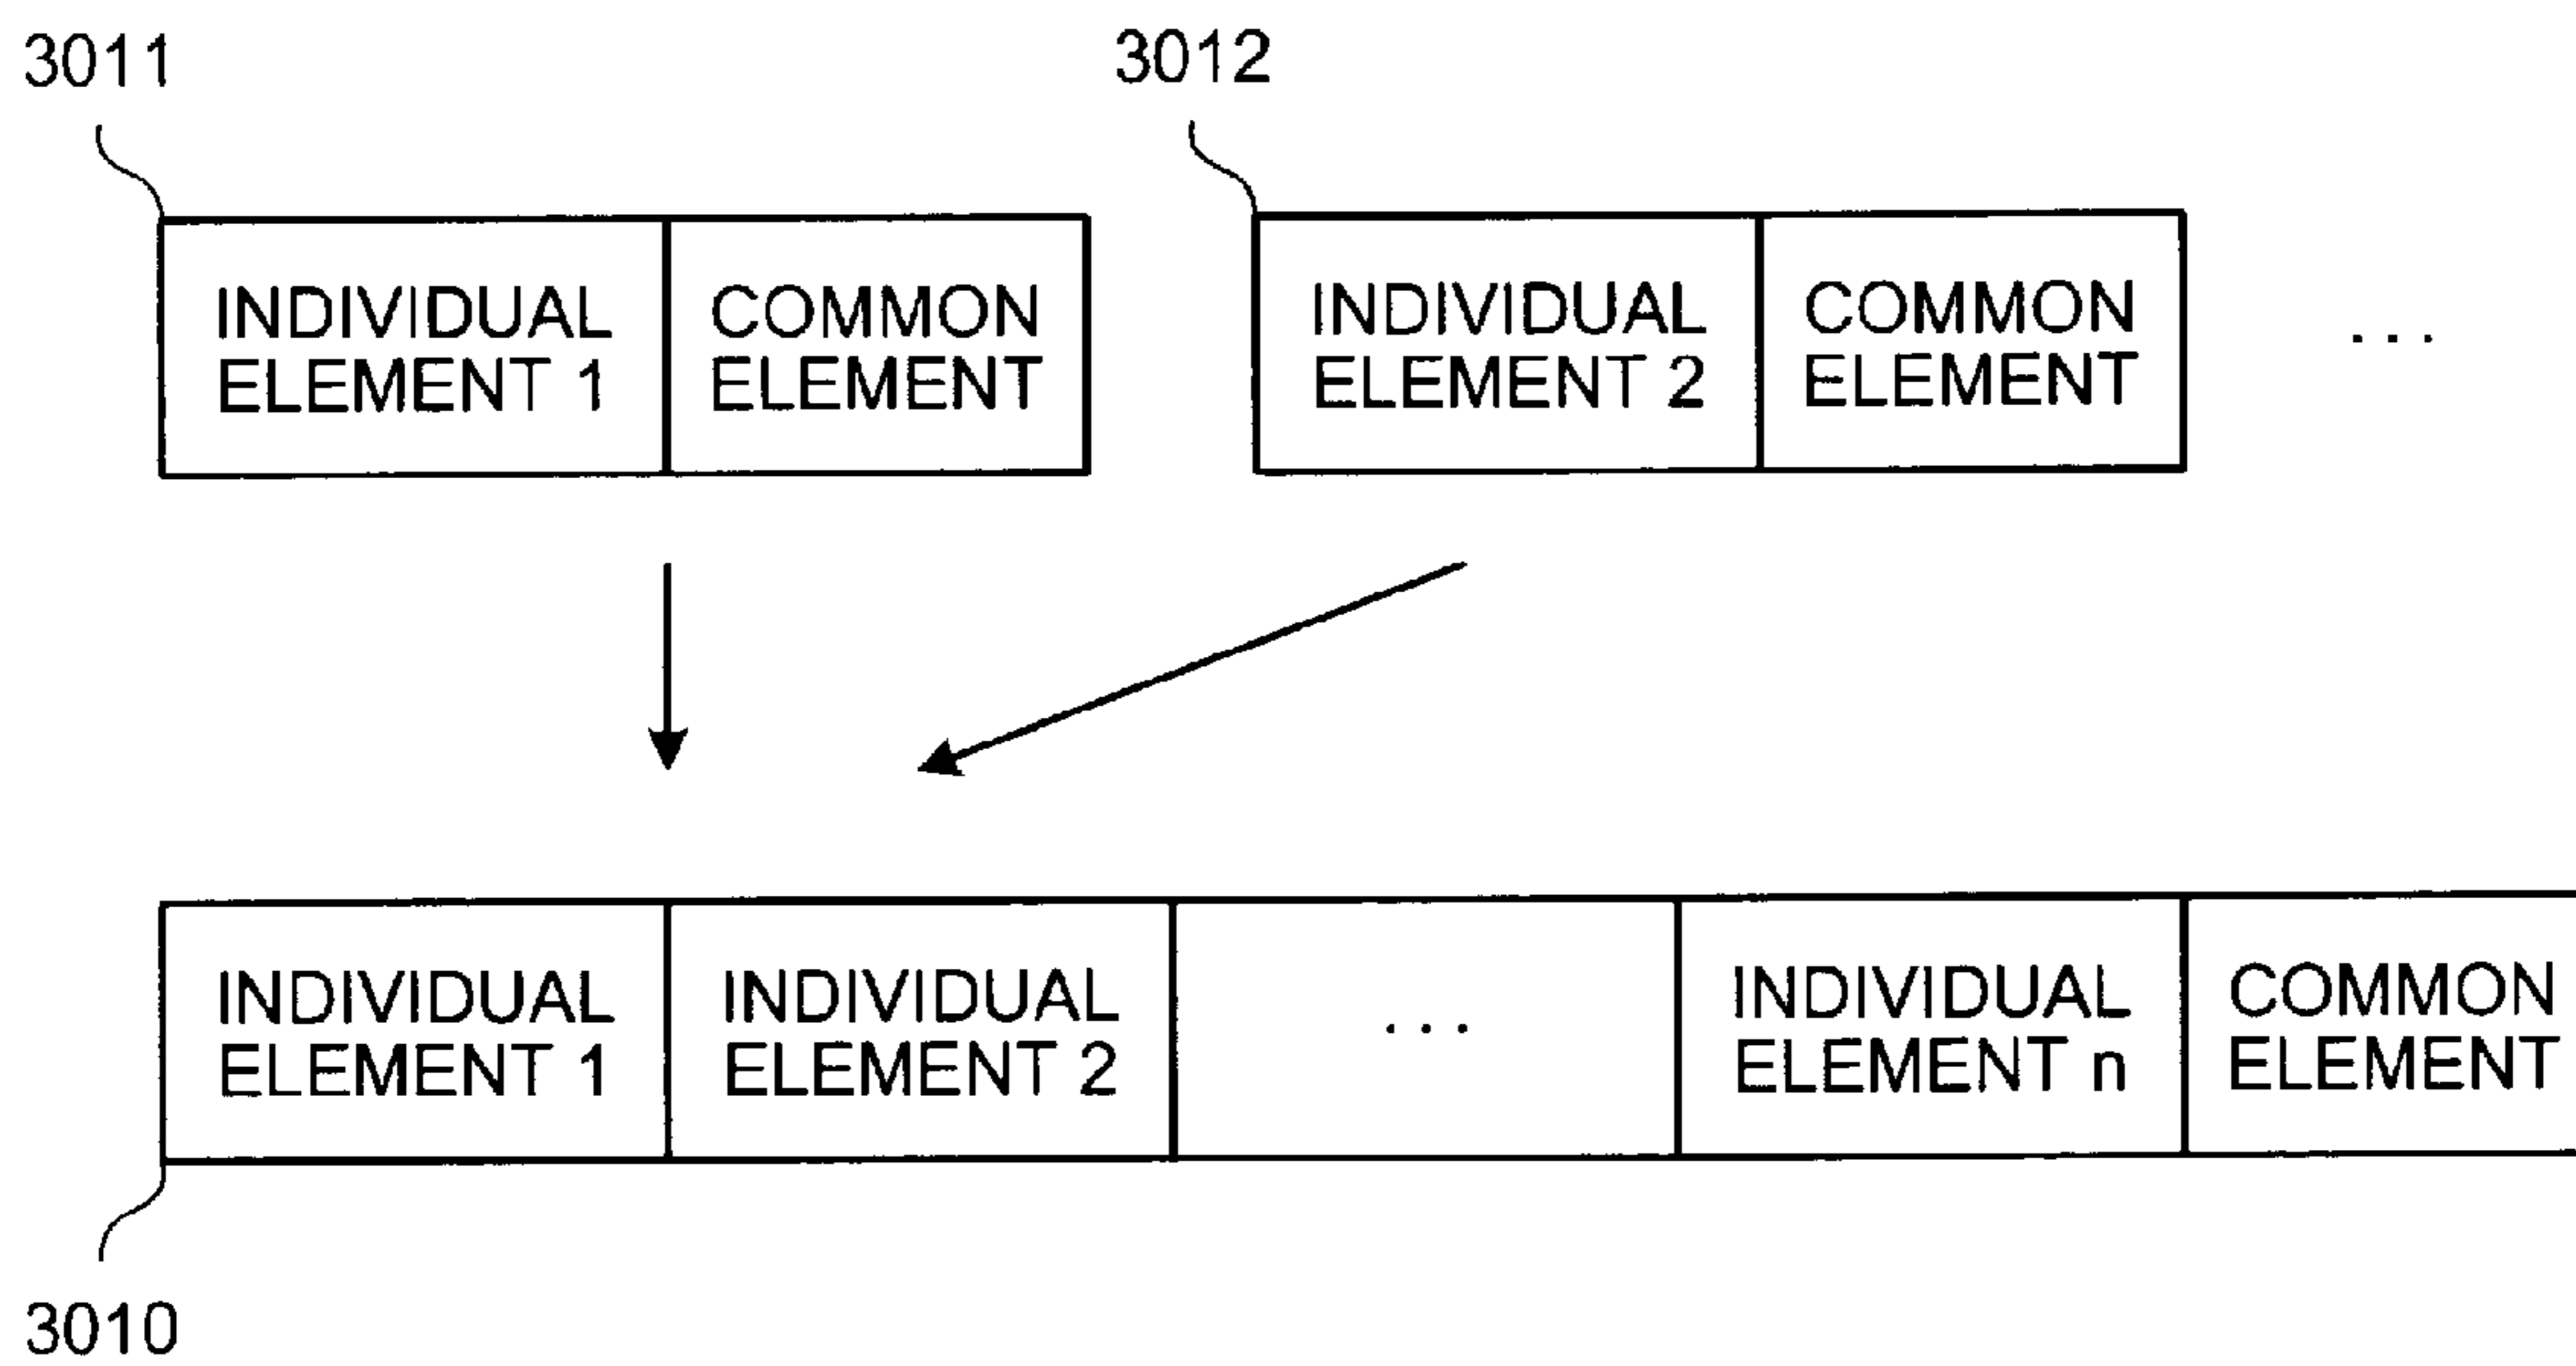 3011
3012
INDIVIDUAL
ELEMENT 1
COMMON
ELEMENT
INDIVIDUAL
ELEMENT 2
COMMON
ELEMENT
...
INDIVIDUAL
ELEMENT 1
INDIVIDUAL
ELEMENT 2
...
INDIVIDUAL
ELEMENT n
COMMON
ELEMENT
3010